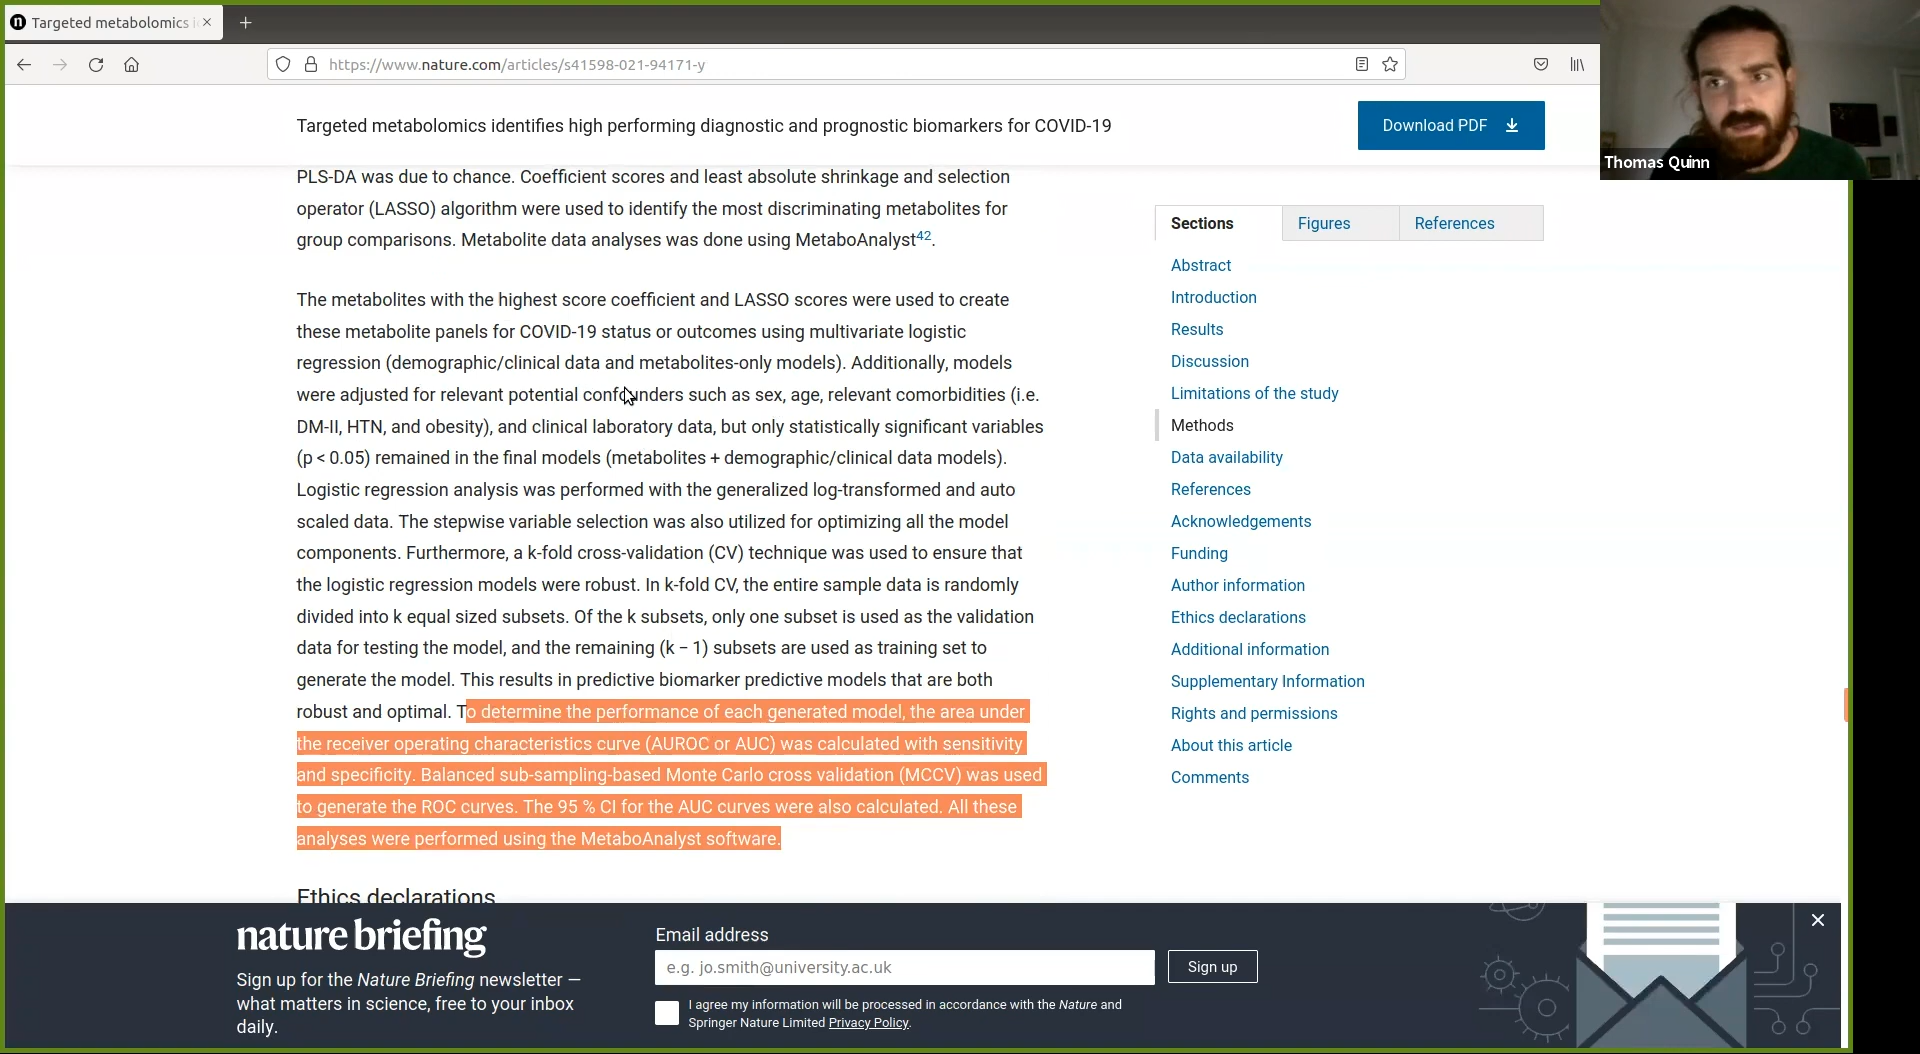 Targeted metabolomics i
https://www.nature.com/articles/s41598-021-94171-y
Thomas Quinn
Targeted metabolomics identifies high performing diagnostic and prognostic biomarkers for COVID-19
Download PDF
PLS-DA was due to chance. Coefficient scores and least absolute shrinkage and selection
operator (LASSO) algorithm were used to identify the most discriminating metabolites for
group comparisons. Metabolite data analyses was done using MetaboAnalyst42.
The metabolites with the highest score coefficient and LASSO scores were used to create
these metabolite panels for COVID-19 status or outcomes using multivariate logistic
regression (demographic/clinical data and metabolites-only models). Additionally, models
were adjusted for relevant potential confounders such as sex, age, relevant comorbidities (i.e.
DM-II, HTN, and obesity), and clinical laboratory data, but only statistically significant variables
(p < 0.05) remained in the final models (metabolites + demographic/clinical data models).
Logistic regression analysis was performed with the generalized log-transformed and auto
scaled data. The stepwise variable selection was also utilized for optimizing all the model
components. Furthermore, a k-fold cross-validation (CV) technique was used to ensure that
the logistic regression models were robust. In k-fold CV, the entire sample data is randomly
divided into k equal sized subsets. Of the k subsets, only one subset is used as the validation
data for testing the model, and the remaining (k − 1) subsets are used as training set to
generate the model. This results in predictive biomarker predictive models that are both
robust and optimal. To determine the performance of each generated model, the area under
the receiver operating characteristics curve (AUROC or AUC) was calculated with sensitivity
and specificity. Balanced sub-sampling-based Monte Carlo cross validation (MCCV) was used
to generate the ROC curves. The 95 % CI for the AUC curves were also calculated. All these
analyses were performed using the MetaboAnalyst software.
Ethics declarations
Sections Figures References
Abstract
Introduction
Results
Discussion
Limitations of the study
Methods
Data availability
References
Acknowledgements
Funding
Author information
Ethics declarations
Additional information
Supplementary Information
Rights and permissions
About this article
Comments
nature briefing
Sign up for the Nature Briefing newsletter —
what matters in science, free to your inbox
daily.
Email address
e.g. jo.smith@university.ac.uk
Sign up
I agree my information will be processed in accordance with the Nature and
Springer Nature Limited Privacy Policy.